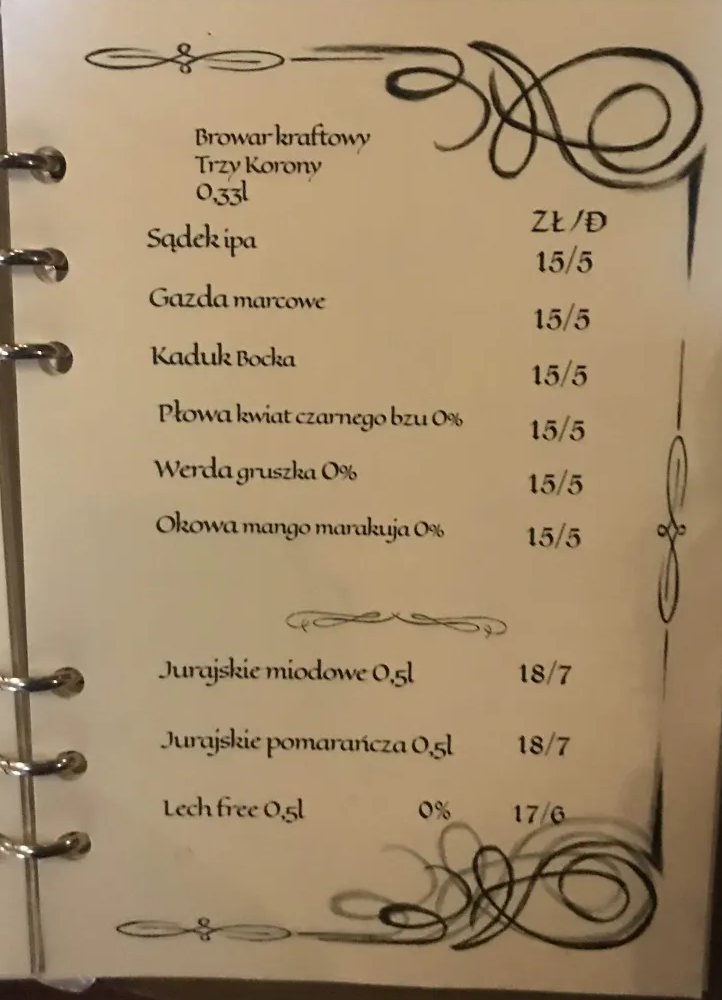 Browar kraftowy
Trzy Korony
0,33l
ZŁ/Đ
Sądek ipa 15/5
Gazda marcowe 15/5
Kaduk Bocka 15/5
Płowa kwiat czarnego bzu 0% 15/5
Werda gruszka 0% 15/5
Okowa mango marakuja 0% 15/5
Jurajskie miodowe 0,5l 18/7
Jurajskie pomarańcza 0,5l 18/7
Lech free 0,5l 0% 17/6